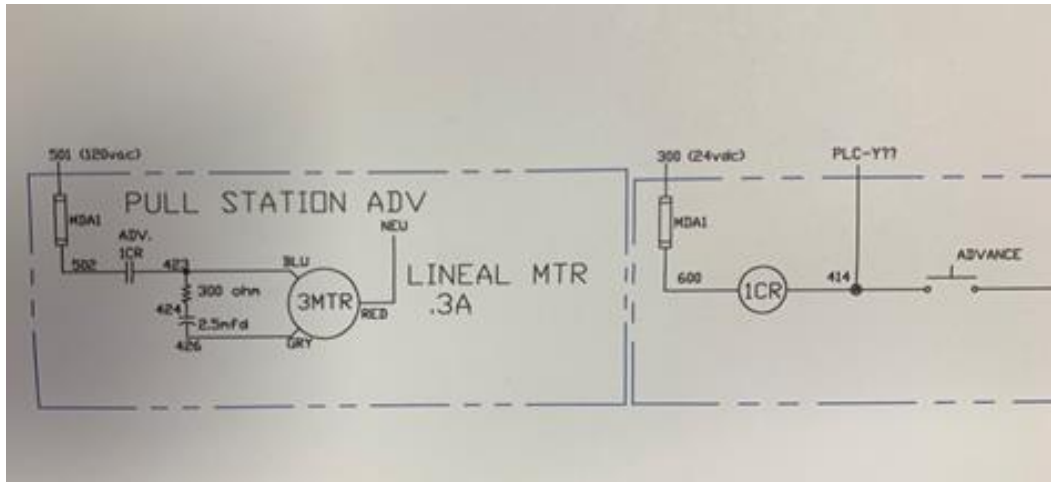 501 (120vac)
MDA1
PULL STATION ADV
ADV.
1CR
502
423
BLU
300 ohm
424
2.5mfd
426
GRY
3MTR
RED
NEU
LINEAL MTR
.3A
300 (24vdc)
MDA1
600
1CR
414
PLC-Y77
ADVANCE